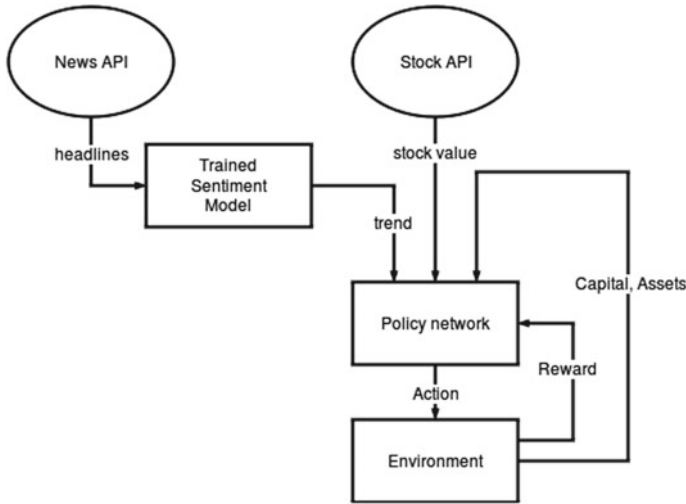 News API
Stock API
headlines
stock value
Trained
Sentiment
Model
trend
Capital, Assets
Policy network
Reward
Action
Environment